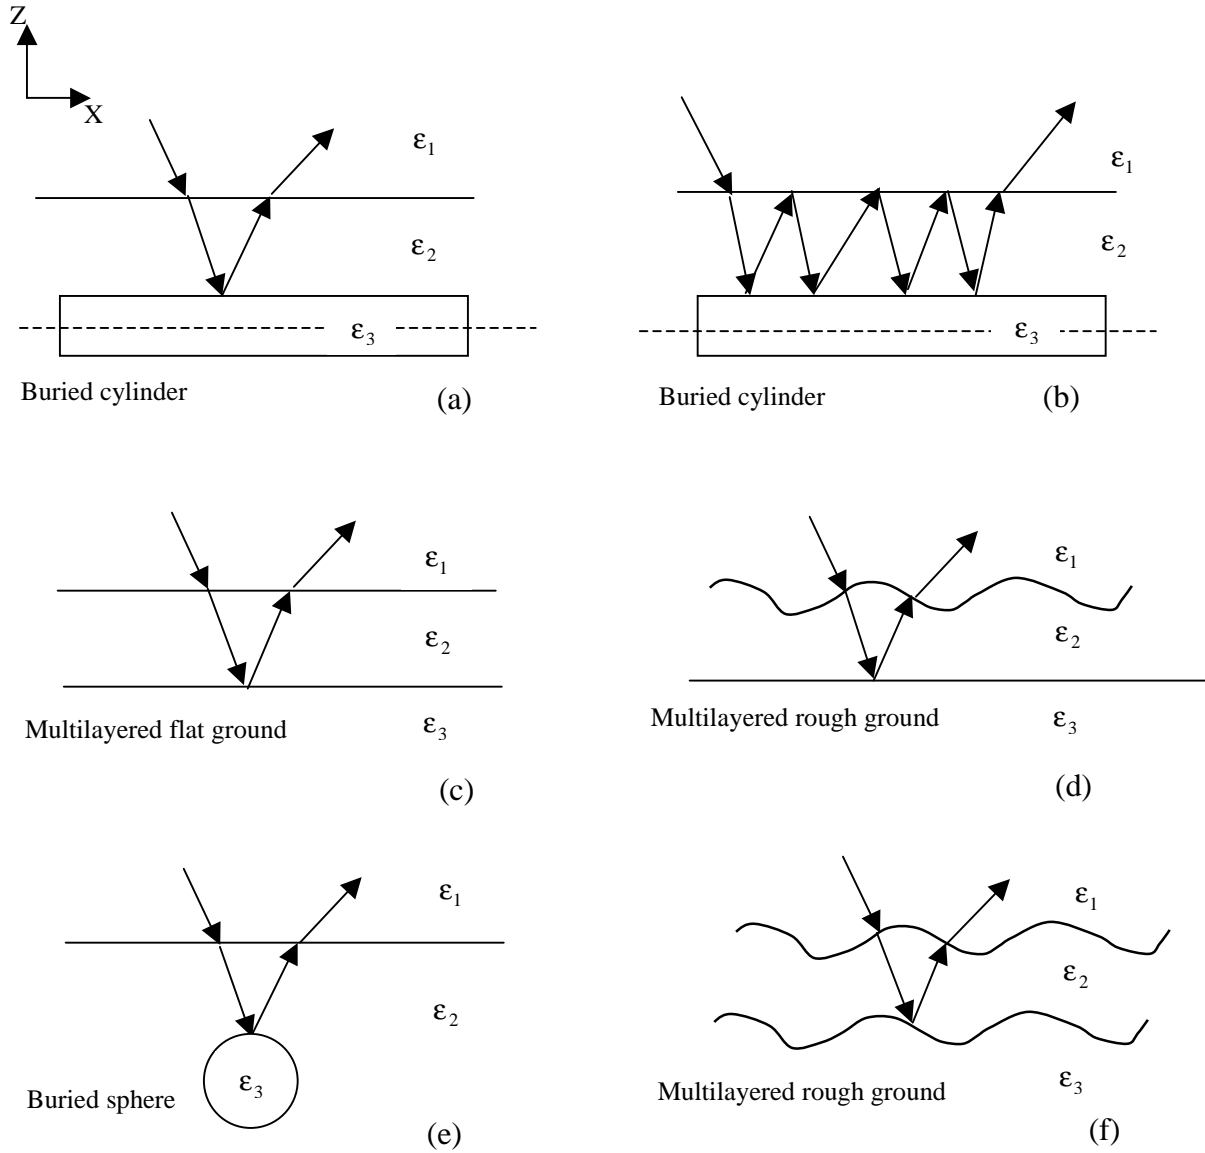 Z
X
ε1
ε2
ε3
Buried cylinder
(a)
ε1
ε2
ε3
Buried cylinder
(b)
ε1
ε2
Multilayered flat ground
ε3
(c)
ε1
ε2
Multilayered rough ground
ε3
(d)
ε1
ε2
ε3
Buried sphere
(e)
ε1
ε2
ε3
Multilayered rough ground
(f)